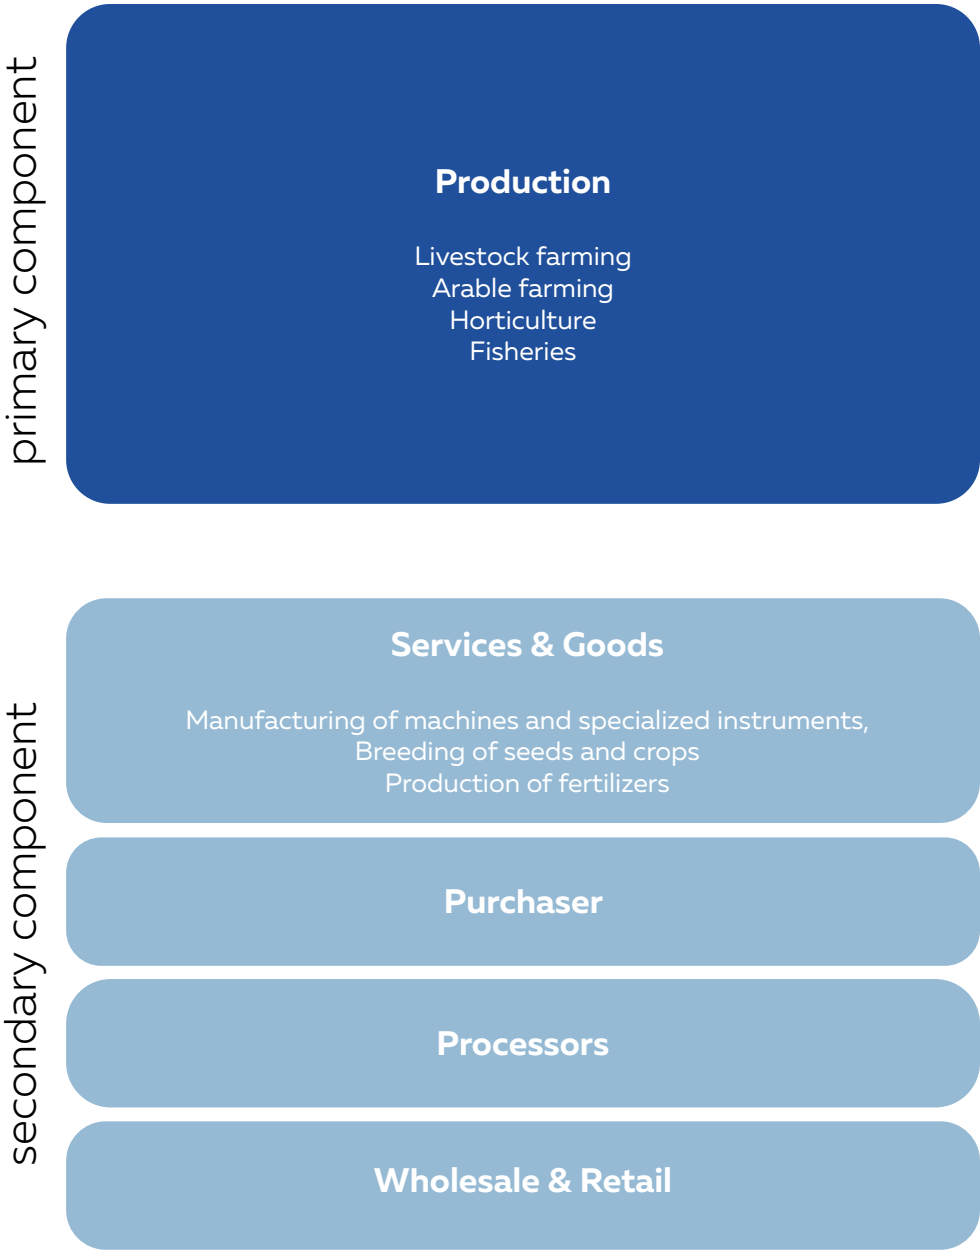 primary component
Production
Livestock farming
Arable farming
Horticulture
Fisheries
secondary component
Services & Goods
Manufacturing of machines and specialized instruments,
Breeding of seeds and crops
Production of fertilizers
Purchaser
Processors
Wholesale & Retail